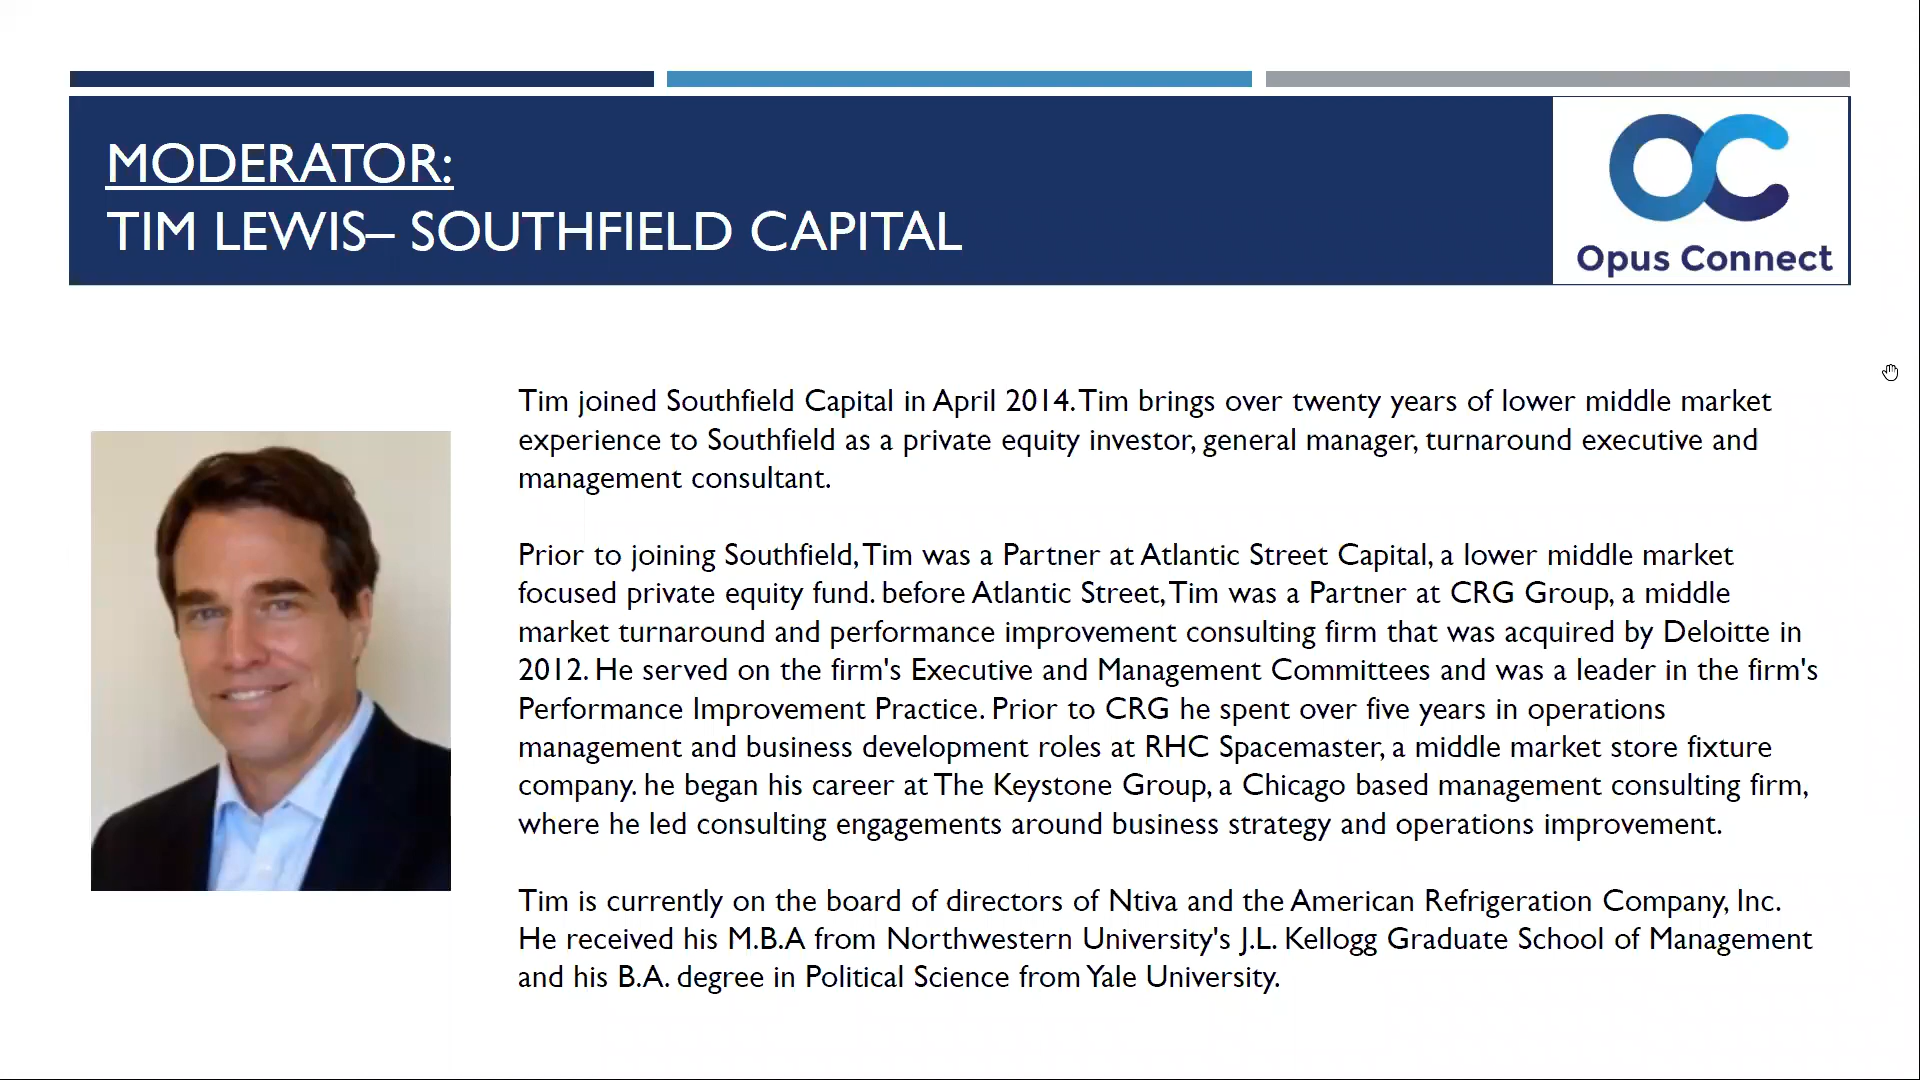 MODERATOR:
TIM LEWIS– SOUTHFIELD CAPITAL
OC
Opus Connect
Tim joined Southfield Capital in April 2014. Tim brings over twenty years of lower middle market
experience to Southfield as a private equity investor, general manager, turnaround executive and
management consultant.
Prior to joining Southfield, Tim was a Partner at Atlantic Street Capital, a lower middle market
focused private equity fund. before Atlantic Street, Tim was a Partner at CRG Group, a middle
market turnaround and performance improvement consulting firm that was acquired by Deloitte in
2012. He served on the firm's Executive and Management Committees and was a leader in the firm's
Performance Improvement Practice. Prior to CRG he spent over five years in operations
management and business development roles at RHC Spacemaster, a middle market store fixture
company. he began his career at The Keystone Group, a Chicago based management consulting firm,
where he led consulting engagements around business strategy and operations improvement.
Tim is currently on the board of directors of Ntiva and the American Refrigeration Company, Inc.
He received his M.B.A from Northwestern University's J.L. Kellogg Graduate School of Management
and his B.A. degree in Political Science from Yale University.